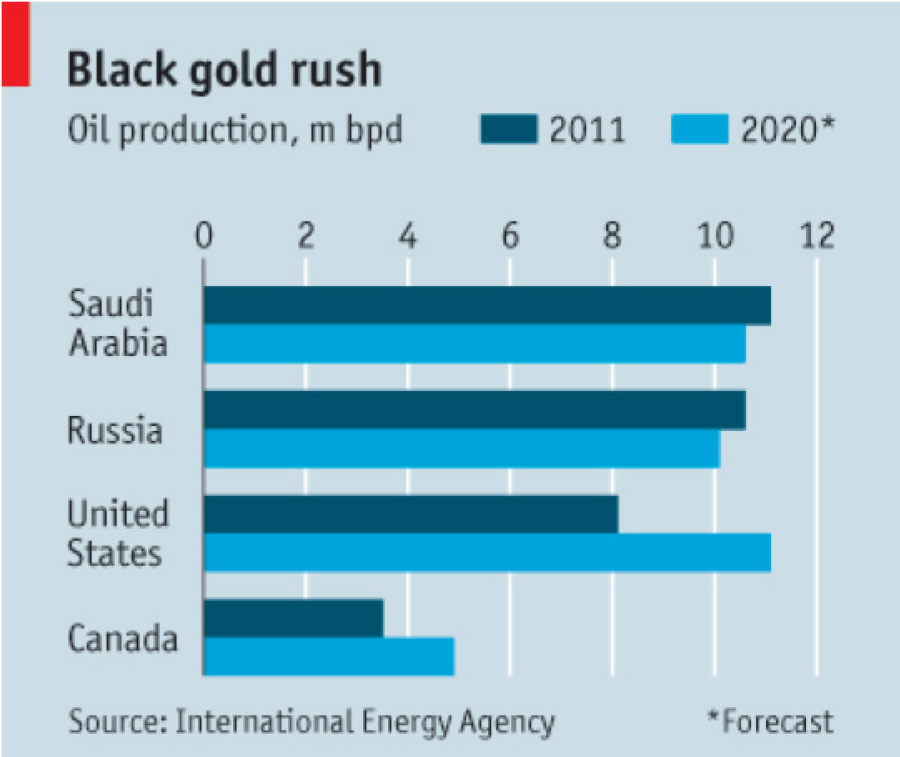 Black gold rush
Oil production, m bpd 2011 2020*
0 2 4 6 8 10 12
Saudi
Arabia
Russia
United
States
Canada
Source: International Energy Agency *Forecast